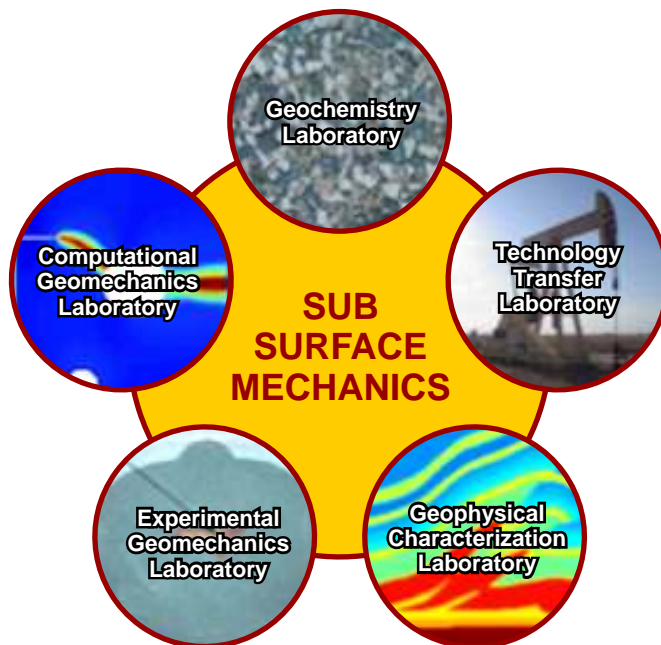 Geochemistry
Laboratory
Computational
Geomechanics
Laboratory
Technology
Transfer
Laboratory
SUB
SURFACE
MECHANICS
Experimental
Geomechanics
Laboratory
Geophysical
Characterization
Laboratory